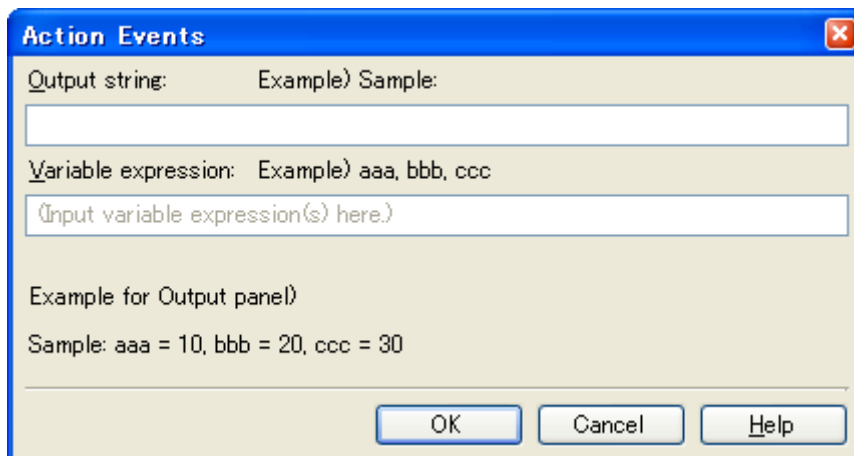 Action Events
Output string: Example) Sample:
Variable expression: Example) aaa, bbb, ccc
(Input variable expression(s) here.)
Example for Output panel)
Sample: aaa = 10, bbb = 20, ccc = 30
OK Cancel Help